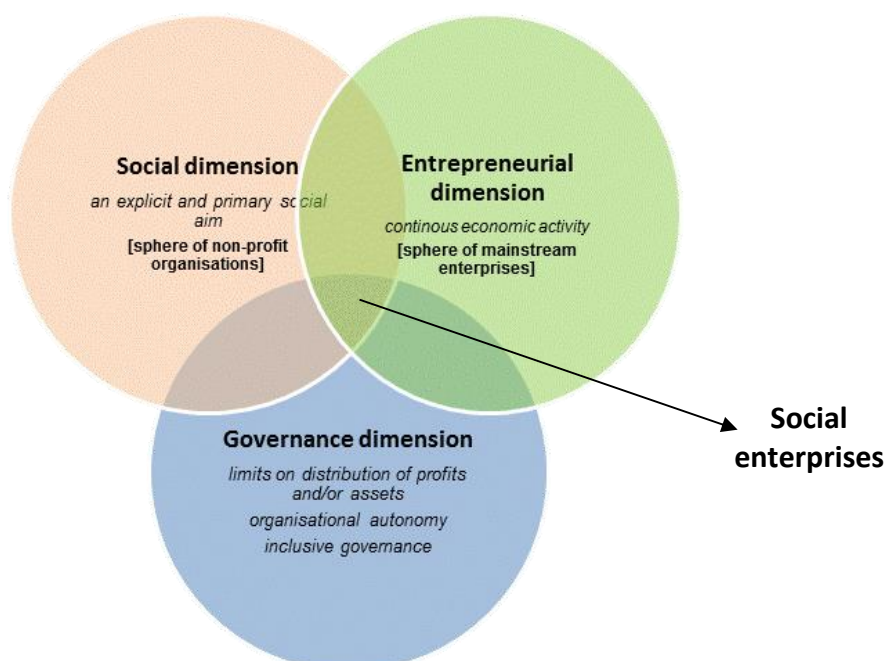 Social dimension
an explicit and primary social
aim
[sphere of non-profit
organisations]
Entrepreneurial
dimension
continous economic activity
[sphere of mainstream
enterprises]
Governance dimension
limits on distribution of profits
and/or assets
organisational autonomy
inclusive governance
Social
enterprises